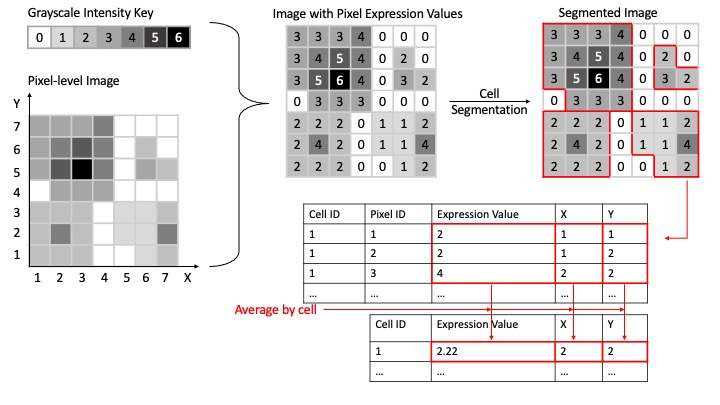 Grayscale Intensity Key
0 1 2 3 4 5 6
Pixel-level Image
Y
7
6
5
4
3
2
1
1 2 3 4 5 6 7 X
Image with Pixel Expression Values
3 3 3 4 0 0 0
3 4 5 4 0 2 0
3 5 6 4 0 3 2
0 3 3 3 0 0 0
2 2 2 0 1 1 2
2 4 2 0 1 1 4
2 2 2 0 0 1 2
Cell
Segmentation
Segmented Image
3 3 3 4 0 0 0
3 4 5 4 0 2 0
3 5 6 4 0 3 2
0 3 3 3 0 0 0
2 2 2 0 1 1 2
2 4 2 0 1 1 4
2 2 2 0 0 1 2
Cell ID Pixel ID Expression Value X Y
1 1 2 1 1
1 2 2 1 2
1 3 4 2 2
... ... ... ... ...
Average by cell
Cell ID Expression Value X Y
1 2.22 2 2
... ... ... ...